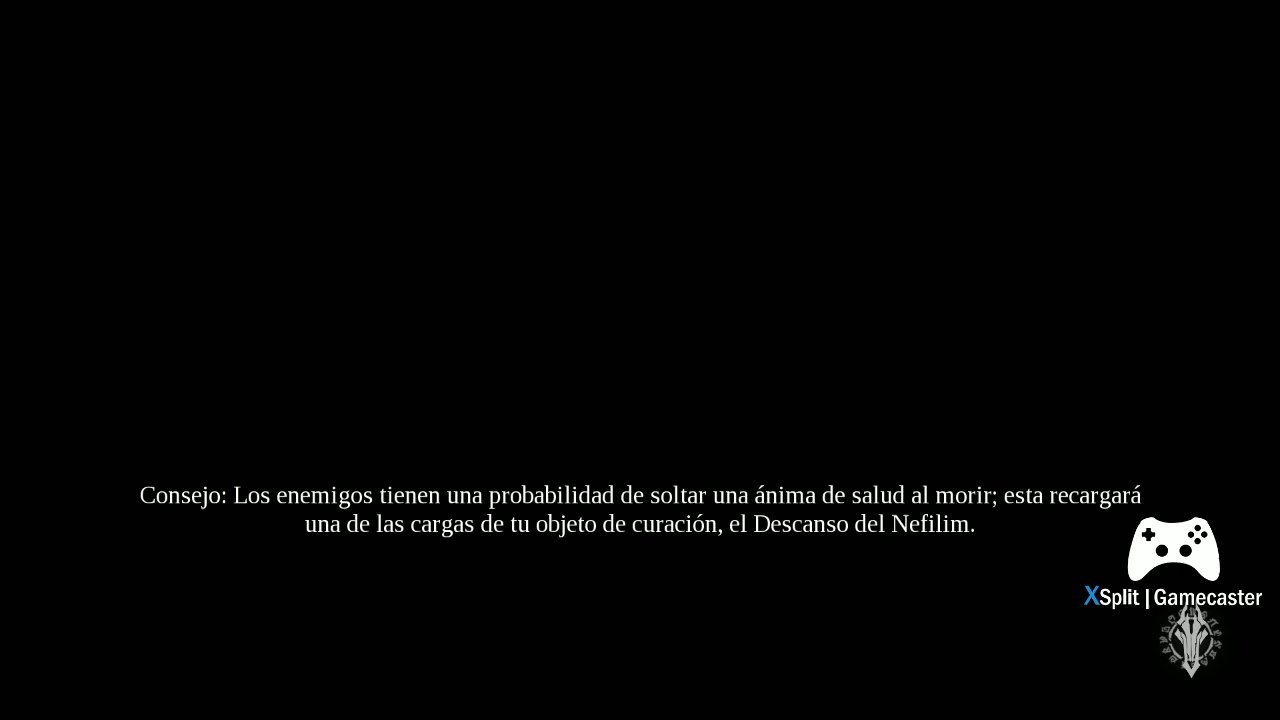 Consejo: Los enemigos tienen una probabilidad de soltar una ánima de salud al morir; esta recargará
una de las cargas de tu objeto de curación, el Descanso del Nefilim.
XSplit | Gamecaster